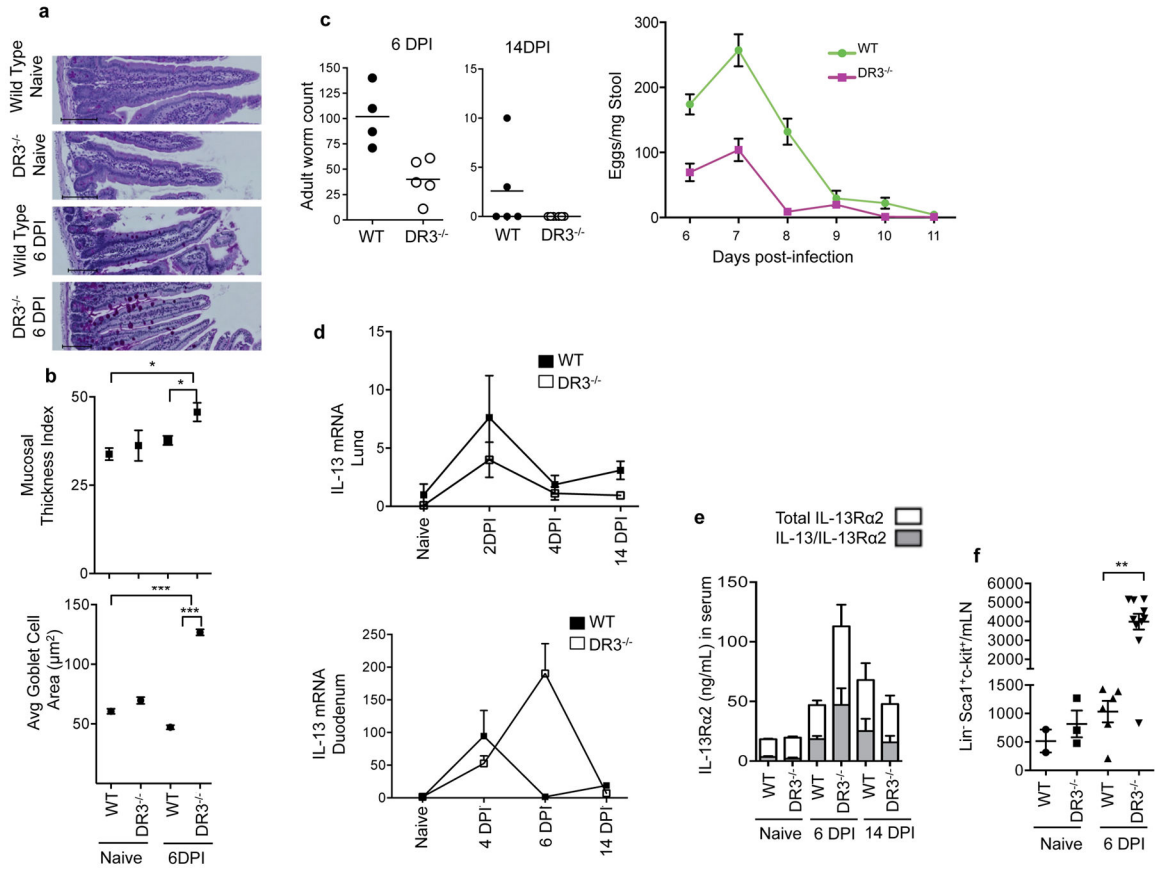 a
Wild Type
Naive
DR3-/-
Naive
Wild Type
6 DPI
DR3-/-
6 DPI
b
*
*
50
25
0
Mucosal
Thickness Index
***
***
150
100
50
Avg Goblet Cell
Area (µm²)
WT
DR3-/-
WT
DR3-/-
Naive
6DPI
c
6 DPI
14DPI
Adult worm count
150
125
100
75
50
25
0
WT
DR3-/-
15
10
5
0
WT
DR3-/-
Eggs/mg Stool
300
200
100
0
WT
DR3-/-
6
7
8
9
10
11
Days post-infection
d
IL-13 mRNA
Lung
15
10
5
0
WT
DR3-/-
Naive
2DPI
4DPI
14 DPI
IL-13 mRNA
Duodenum
250
200
150
100
50
0
WT
DR3-/-
Naive
4 DPI
6 DPI
14 DPI
e
Total IL-13Rα2
IL-13/IL-13Rα2
IL-13Rα2 (ng/mL) in serum
150
100
50
0
WT
DR3-/-
WT
DR3-/-
WT
DR3-/-
Naive
6 DPI
14 DPI
f
**
Lin- Sca1+c-kit+/mLN
6000
5000
4000
3000
2000
1500
1000
500
0
WT
DR3-/-
WT
DR3-/-
Naive
6 DPI